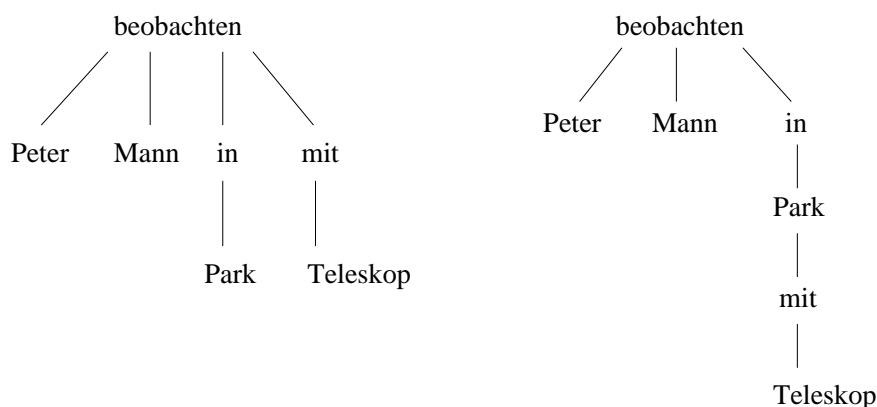 beobachten
Peter Mann in mit
Park Teleskop
beobachten
Peter Mann in
Park
mit
Teleskop